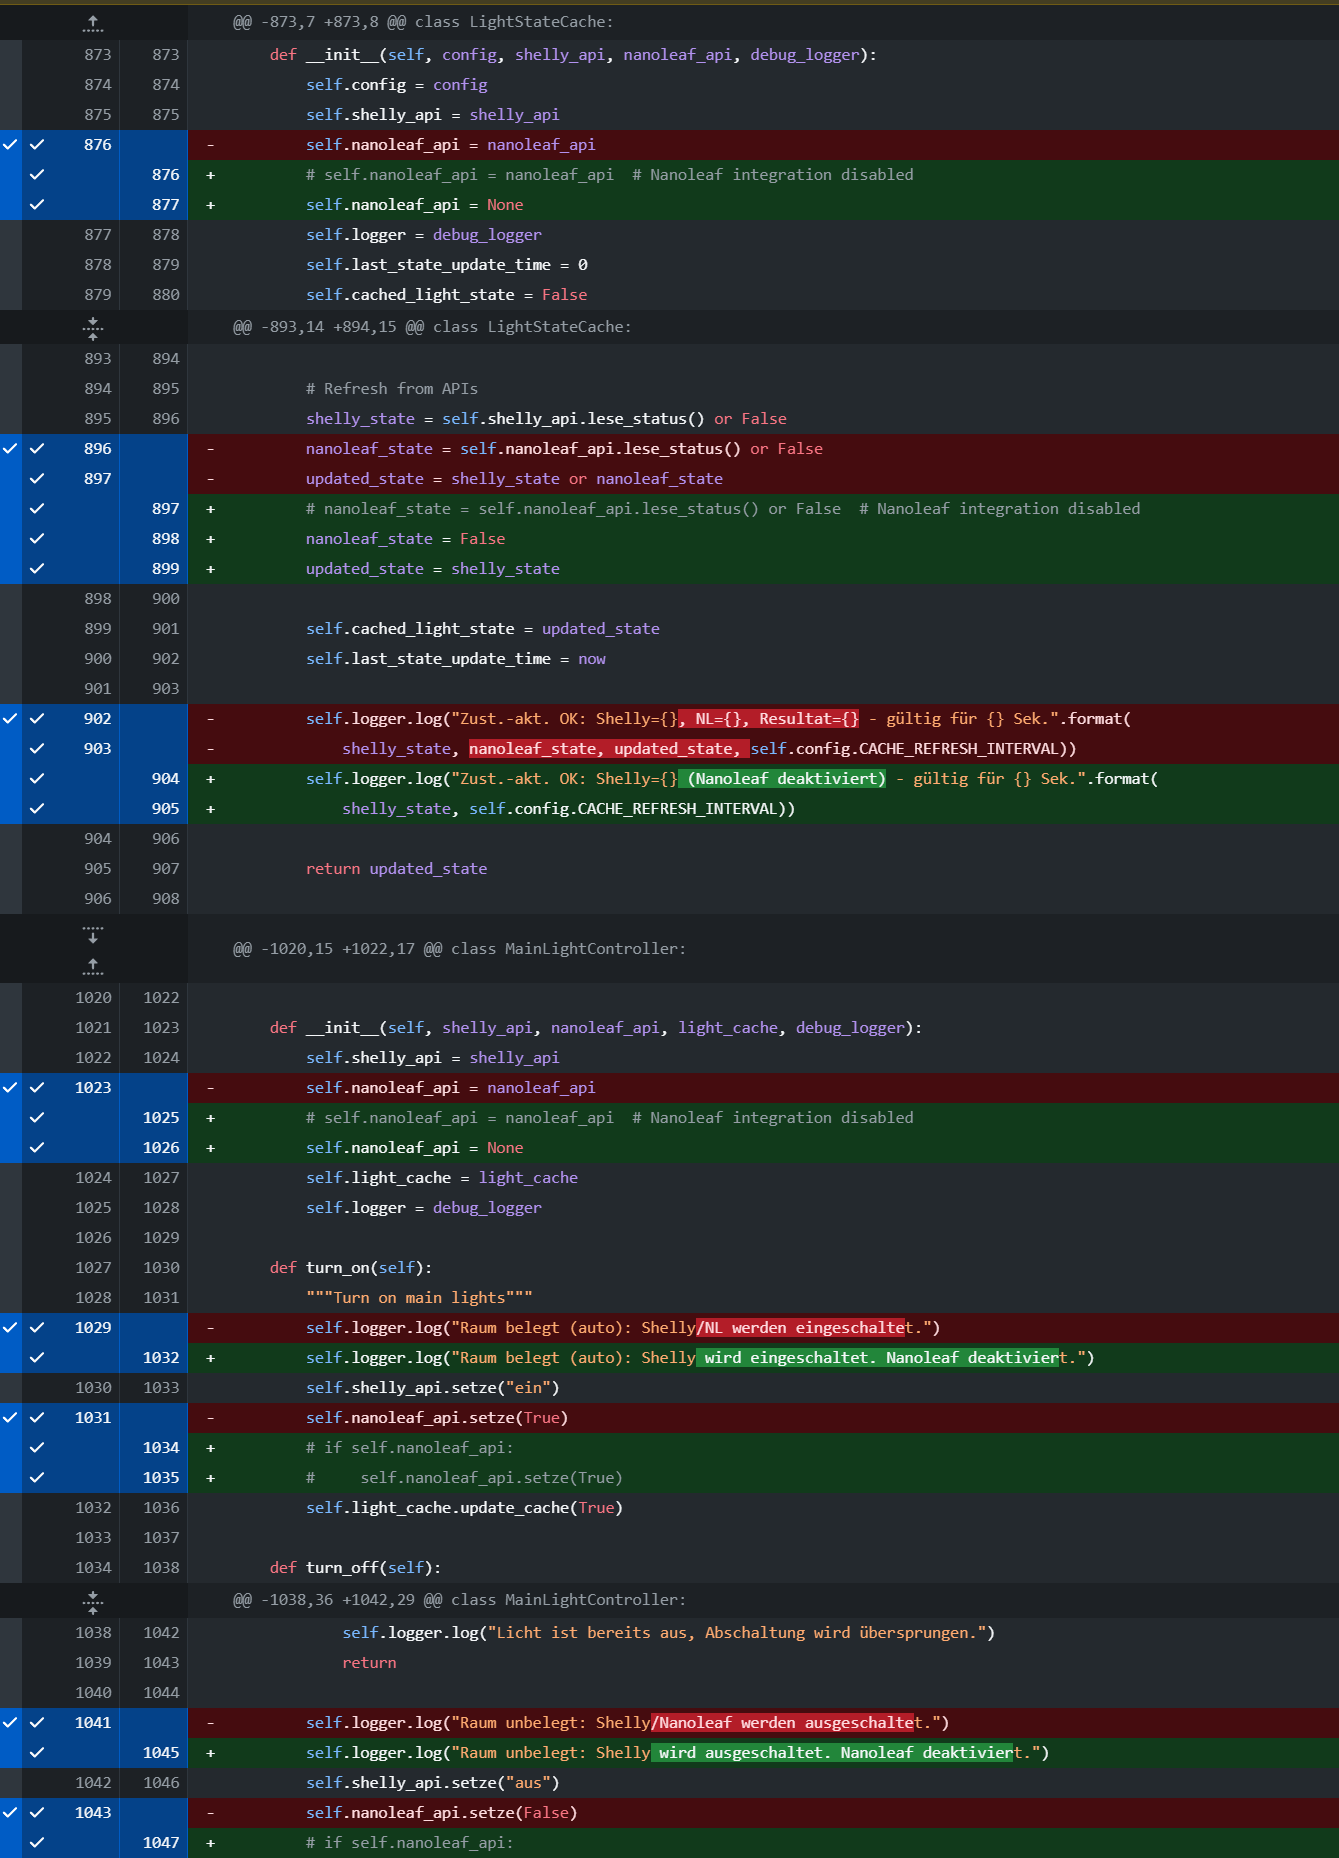 @@ -873,7 +873,8 @@ class LightStateCache:
873 873 def __init__(self, config, shelly_api, nanoleaf_api, debug_logger):
874 874 self.config = config
875 875 self.shelly_api = shelly_api
876 - self.nanoleaf_api = nanoleaf_api
876 + # self.nanoleaf_api = nanoleaf_api  # Nanoleaf integration disabled
877 + self.nanoleaf_api = None
877 878 self.logger = debug_logger
878 879 self.last_state_update_time = 0
879 880 self.cached_light_state = False
@@ -893,14 +894,15 @@ class LightStateCache:
893 894
894 895 # Refresh from APIs
895 896 shelly_state = self.shelly_api.lese_status() or False
896 - nanoleaf_state = self.nanoleaf_api.lese_status() or False
897 - updated_state = shelly_state or nanoleaf_state
897 + # nanoleaf_state = self.nanoleaf_api.lese_status() or False  # Nanoleaf integration disabled
898 + nanoleaf_state = False
899 + updated_state = shelly_state
898 900
899 901 self.cached_light_state = updated_state
900 902 self.last_state_update_time = now
901 903
902 - self.logger.log("Zust.-akt. OK: Shelly={}, NL={}, Resultat={} - gültig für {} Sek.".format(
903 - shelly_state, nanoleaf_state, updated_state, self.config.CACHE_REFRESH_INTERVAL))
904 + self.logger.log("Zust.-akt. OK: Shelly={} (Nanoleaf deaktiviert) - gültig für {} Sek.".format(
905 + shelly_state, self.config.CACHE_REFRESH_INTERVAL))
904 906
905 907 return updated_state
906 908
@@ -1020,15 +1022,17 @@ class MainLightController:
1020 1022
1021 1023 def __init__(self, shelly_api, nanoleaf_api, light_cache, debug_logger):
1022 1024 self.shelly_api = shelly_api
1023 - self.nanoleaf_api = nanoleaf_api
1025 + # self.nanoleaf_api = nanoleaf_api  # Nanoleaf integration disabled
1026 + self.nanoleaf_api = None
1024 1027 self.light_cache = light_cache
1025 1028 self.logger = debug_logger
1026 1029
1027 1030 def turn_on(self):
1028 1031 """Turn on main lights"""
1029 - self.logger.log("Raum belegt (auto): Shelly/NL werden eingeschaltet.")
1032 + self.logger.log("Raum belegt (auto): Shelly wird eingeschaltet. Nanoleaf deaktiviert.")
1030 1033 self.shelly_api.setze("ein")
1031 - self.nanoleaf_api.setze(True)
1034 + # if self.nanoleaf_api:
1035 + #     self.nanoleaf_api.setze(True)
1032 1036 self.light_cache.update_cache(True)
1033 1037
1034 1038 def turn_off(self):
@@ -1038,36 +1042,29 @@ class MainLightController:
1038 1042 self.logger.log("Licht ist bereits aus, Abschaltung wird übersprungen.")
1039 1043 return
1040 1044
1041 - self.logger.log("Raum unbelegt: Shelly/Nanoleaf werden ausgeschaltet.")
1045 + self.logger.log("Raum unbelegt: Shelly wird ausgeschaltet. Nanoleaf deaktiviert.")
1042 1046 self.shelly_api.setze("aus")
1043 - self.nanoleaf_api.setze(False)
1047 + # if self.nanoleaf_api: